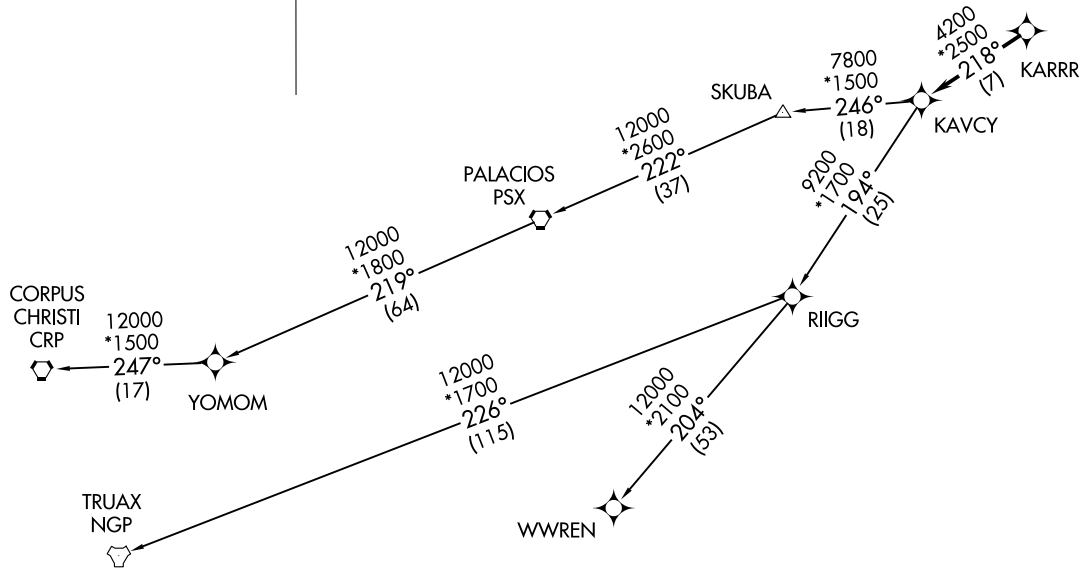 4200
*2500
218°
(7)
KARRR
7800
*1500
246°
(18)
SKUBA
KAVCY
12000
*2600
222°
(37)
PALACIOS
PSX
9200
*1700
194°
(25)
12000
*1800
219°
(64)
CORPUS
CHRISTI
CRP
12000
*1500
247°
(17)
YOMOM
RIIGG
12000
*1700
226°
(115)
12000
*2100
204°
(53)
TRUAX
NGP
WWREN